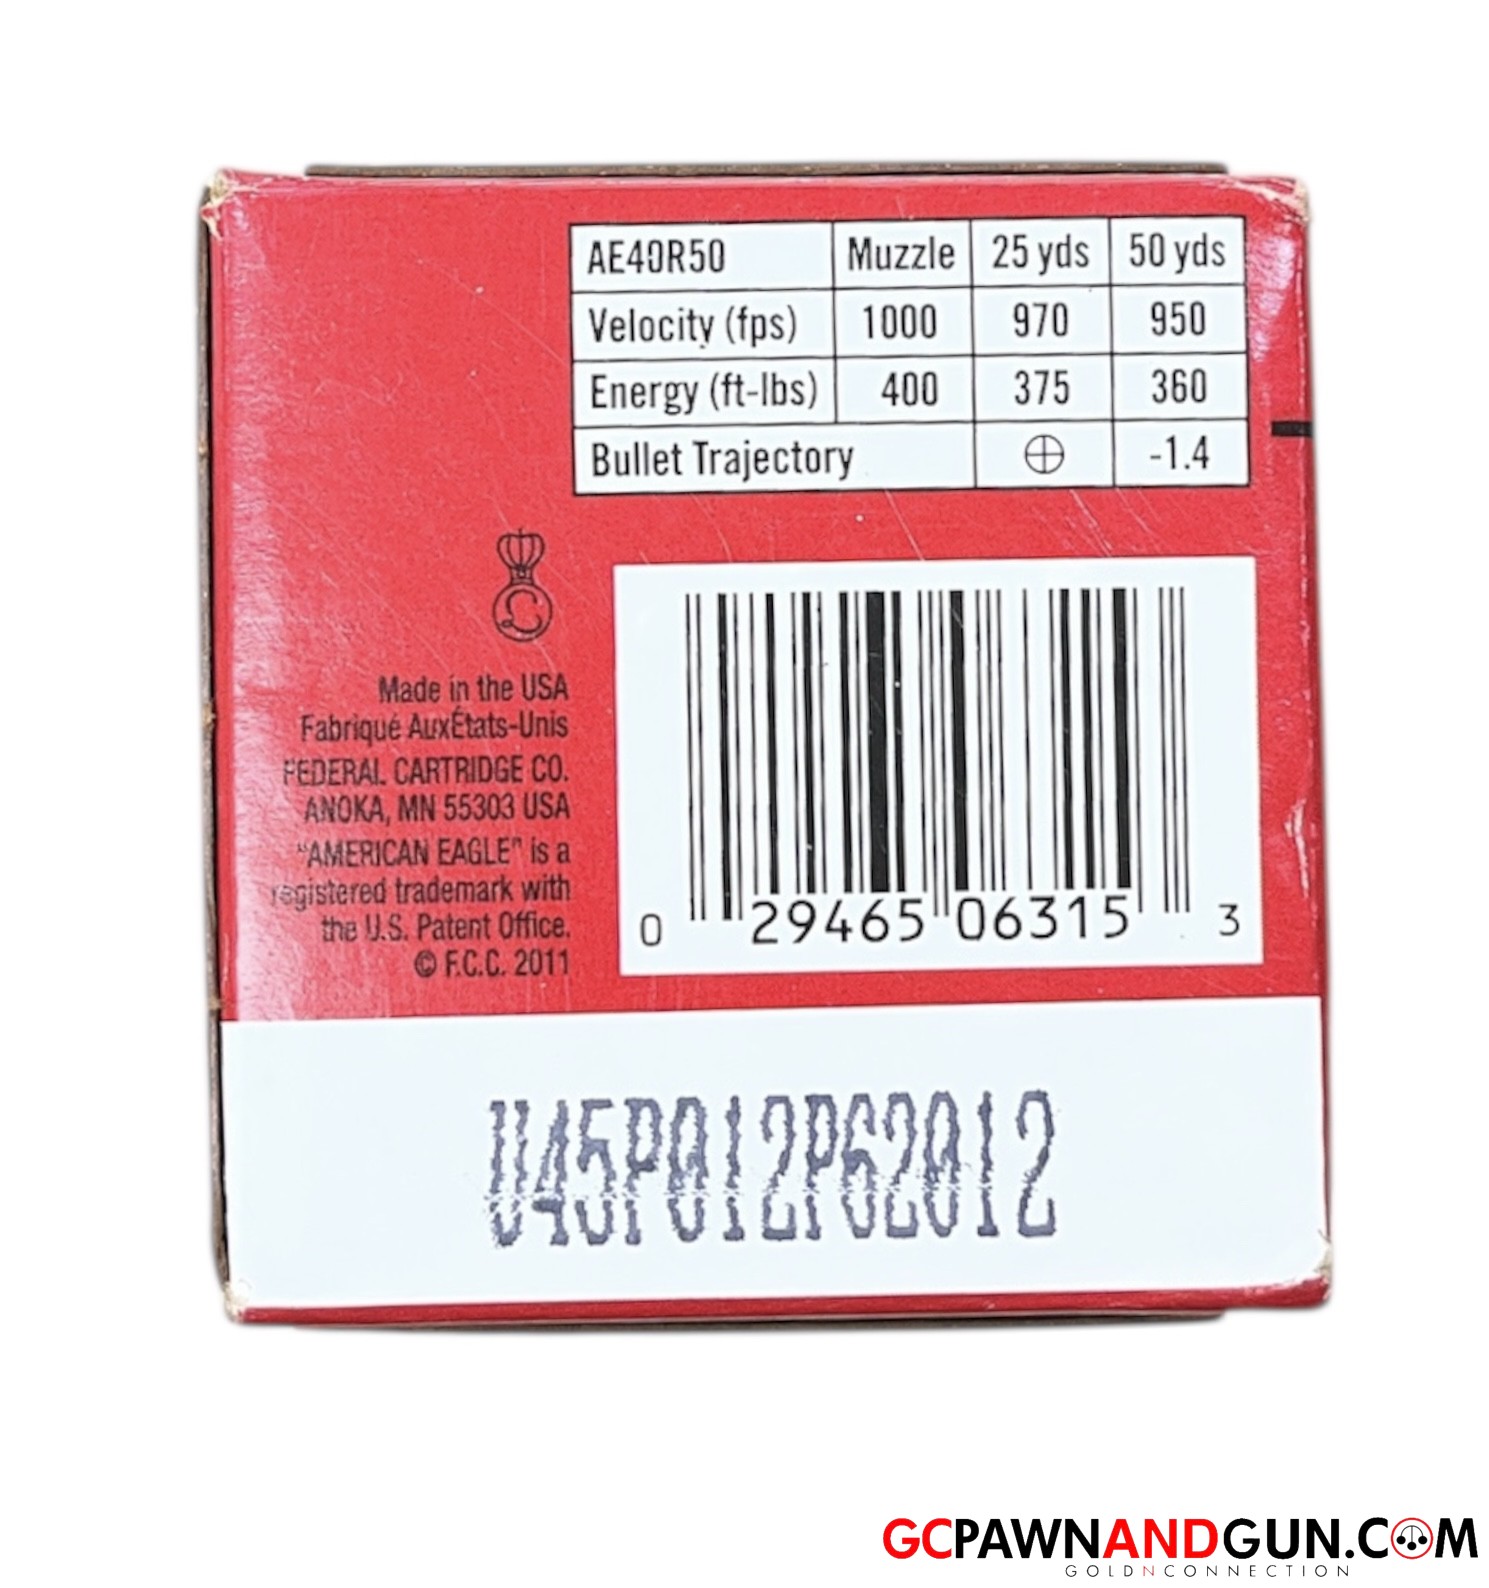 AE40R50 Muzzle 25 yds 50 yds
Velocity (fps) 1000 970 950
Energy (ft-lbs) 400 375 360
Bullet Trajectory -1.4
C
Made in the USA
Fabriqué AuxÉtats-Unis
FEDERAL CARTRIDGE CO.
ANOKA, MN 55303 USA
"AMERICAN EAGLE" is a
registered trademark with
the U.S. Patent Office.
© F.C.C. 2011
0 29465 06315 3
U45P012P62012
GCPAWNANDGUN.COM
GOLDNCONNECTION